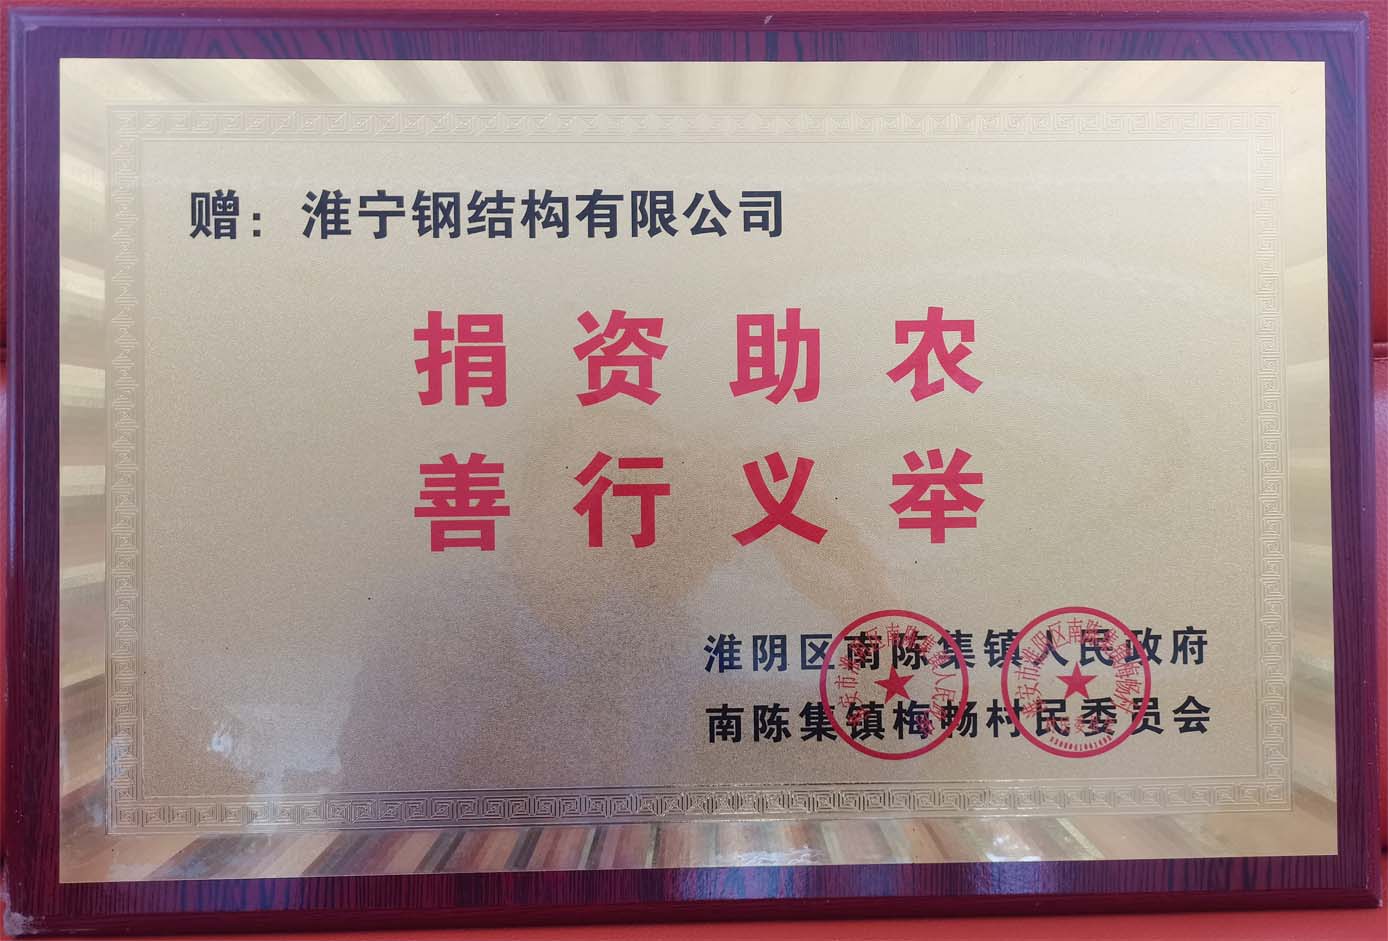 赠：淮宁钢结构有限公司
捐资助农
善行义举
淮阴区南陈集镇人民政府
南陈集镇梅畅村民委员会